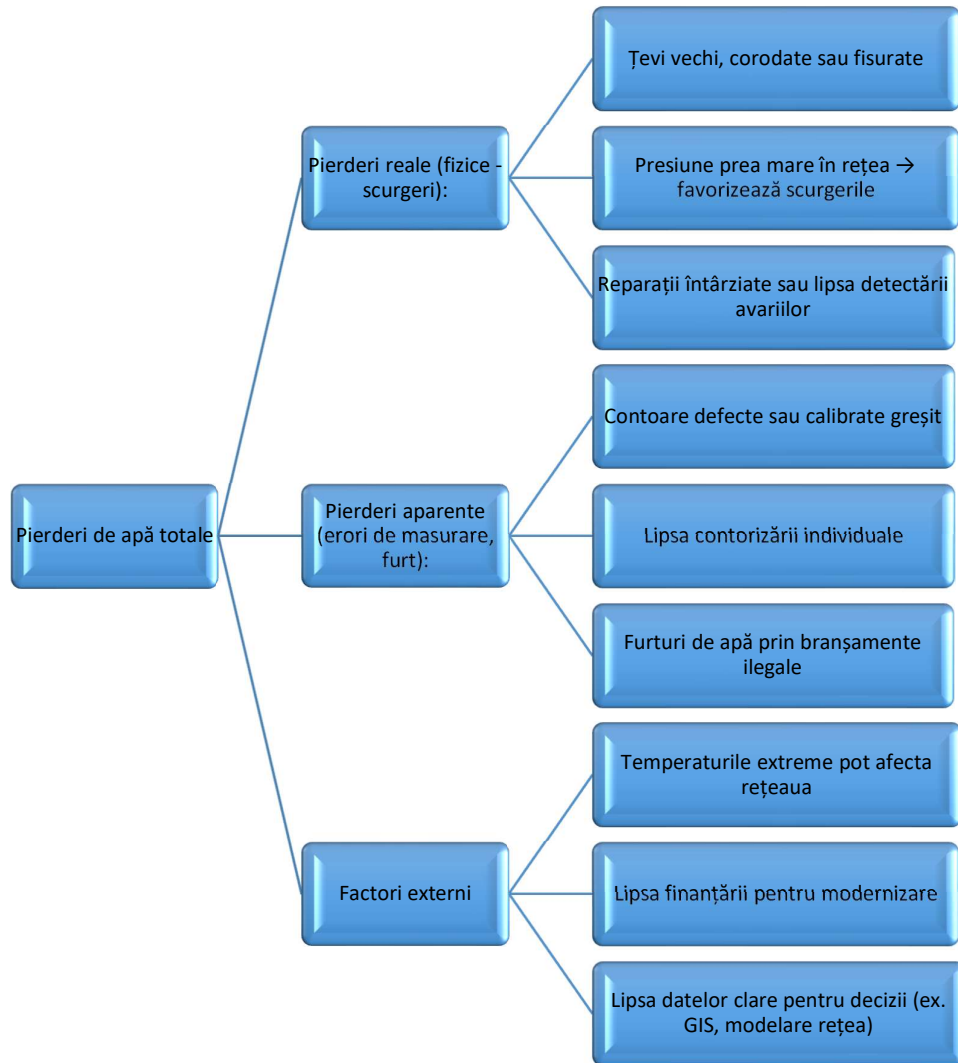 Pierderi de apă totale
Pierderi reale (fizice -
scurgeri):
Țevi vechi, corodate sau fisurate
Presiune prea mare în rețea →
favorizează scurgerile
Reparații întârziate sau lipsa detectării
avariilor
Pierderi aparente
(erori de masurare,
furt):
Contoare defecte sau calibrate greșit
Lipsa contorizării individuale
Furturi de apă prin branșamente
ilegale
Factori externi
Temperaturile extreme pot afecta
rețeaua
Lipsa finanțării pentru modernizare
Lipsa datelor clare pentru decizii (ex.
GIS, modelare rețea)